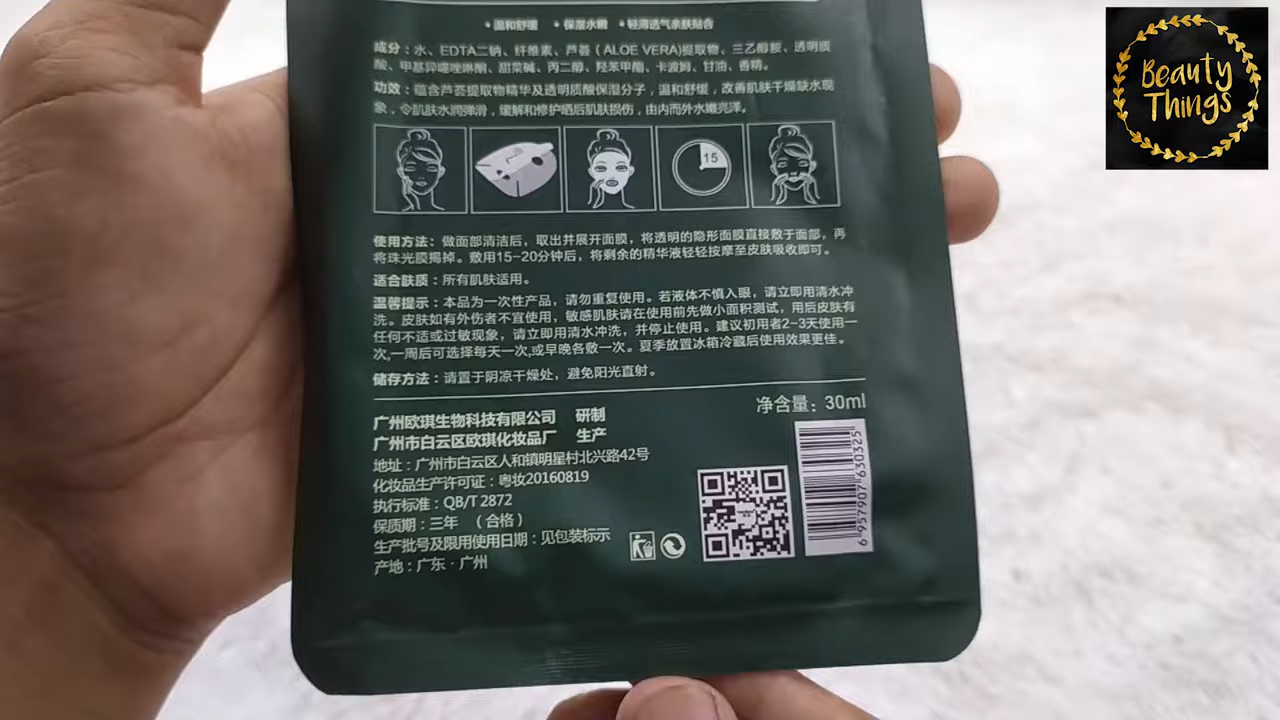 •温和舒缓 •保湿水嫩 •轻薄透气亲肤贴合
成分：水、EDTA二钠、纤维素、芦荟（ALOE VERA)提取物、三乙醇胺、透明质
酸、甲基异噻唑啉酮、甜菜碱、丙二醇、羟苯甲酯、卡波姆、甘油、香精。
功效：蕴含芦荟提取物精华及透明质酸保湿分子，温和舒缓，改善肌肤干燥缺水现
象，令肌肤水润弹滑，缓解和修护晒后肌肤损伤，由内而外水嫩亮泽。
15
使用方法：做面部清洁后，取出并展开面膜，将透明的隐形面膜直接敷于面部，再
将珠光膜揭掉。敷用15-20分钟后，将剩余的精华液轻轻按摩至皮肤吸收即可。
适合肤质：所有肌肤适用。
温馨提示：本品为一次性产品，请勿重复使用。若液体不慎入眼，请立即用清水冲
洗。皮肤如有外伤者不宜使用，敏感肌肤请在使用前先做小面积测试，用后皮肤有
任何不适或过敏现象，请立即用清水冲洗，并停止使用。建议初用者2-3天使用一
次,一周后可选择每天一次,或早晚各敷一次。夏季放置冰箱冷藏后使用效果更佳。
储存方法：请置于阴凉干燥处，避免阳光直射。
净含量：30ml
广州欧琪生物科技有限公司 研制
广州市白云区欧琪化妆品厂 生产
地址：广州市白云区人和镇明星村北兴路42号
化妆品生产许可证：粤妆20160819
执行标准：QB/T 2872
保质期：三年 （合格）
生产批号及限用使用日期：见包装标示
产地：广东·广州
6 957907 630325
Beauty
Things